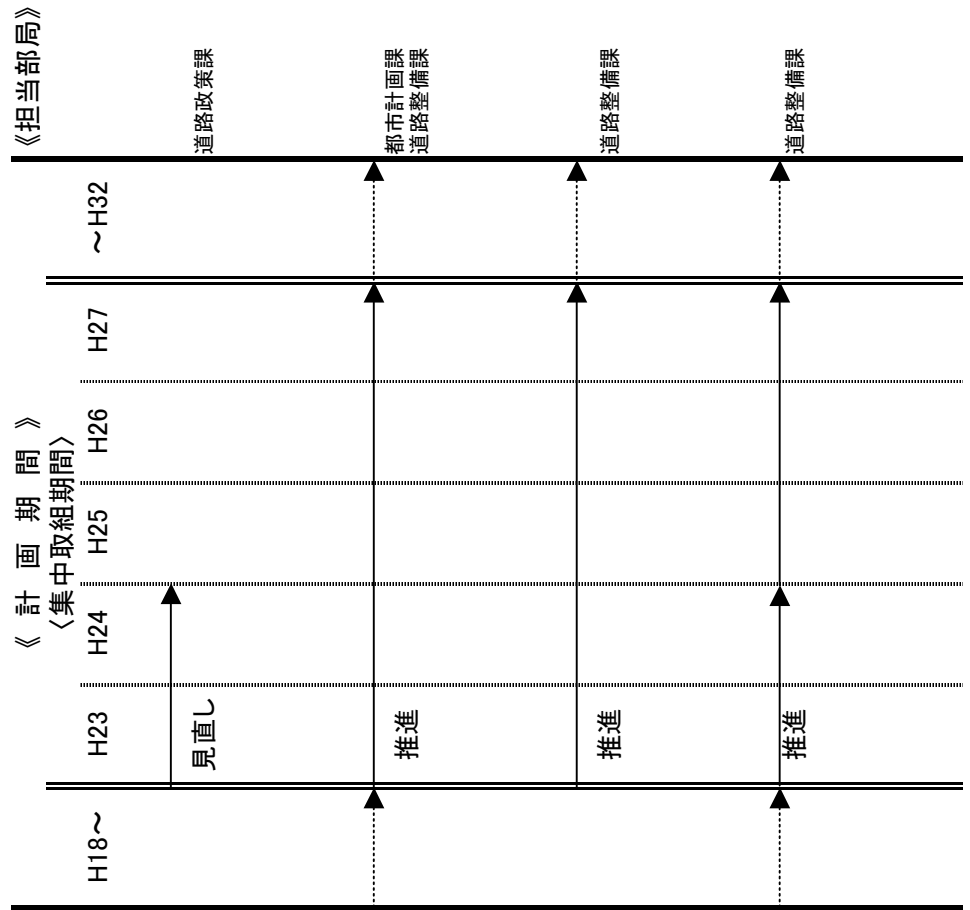 《 計 画 期 間 》
《担当部局》
〈集中取組期間〉
H18～
H23
H24
H25
H26
H27
～H32
見直し
道路政策課
推進
都市計画課
道路整備課
推進
道路整備課
推進
道路整備課